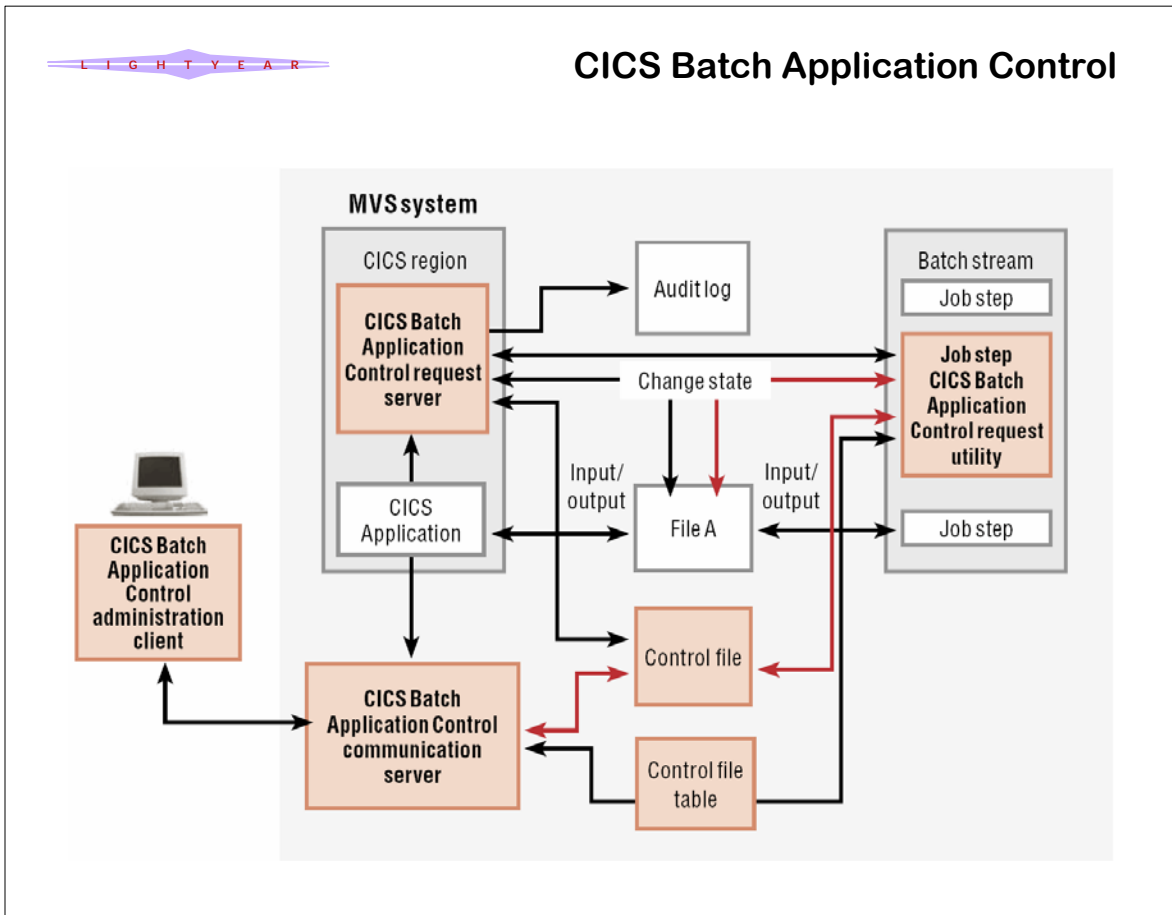 LIGHTYEAR
CICS Batch Application Control
MVS system
CICS region
CICS Batch
Application
Control request
server
CICS
Application
Audit log
Change state
Input/
output
File A
Input/
output
Batch stream
Job step
Job step
CICS Batch
Application
Control request
utility
Job step
CICS Batch
Application
Control
administration
client
CICS Batch
Application Control
communication
server
Control file
Control file
table